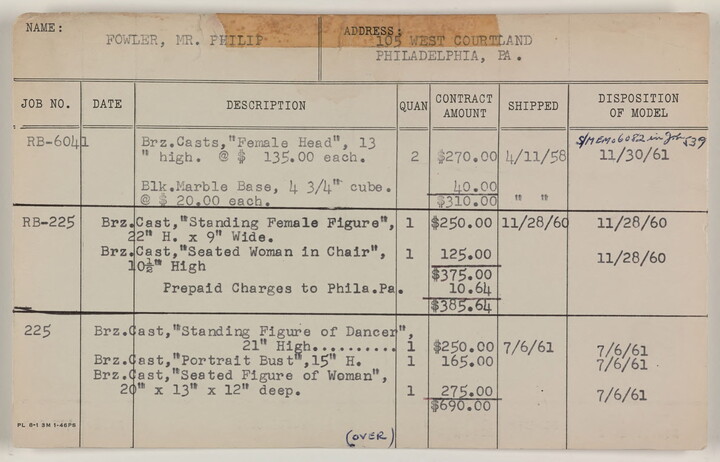 NAME: FOWLER, MR. PHILIP ADDRESS: 105 WEST COURTLAND
PHILADELPHIA, PA.
JOB NO. DATE DESCRIPTION QUAN CONTRACT AMOUNT SHIPPED DISPOSITION OF MODEL
RB-6041 Brz.Casts,"Female Head", 13 S/MEMO6082 in Job 539
" high. @ $ 135.00 each. 2 $270.00 4/11/58 11/30/61
Blk.Marble Base, 4 3/4" cube. 40.00
@ $ 20.00 each. $310.00 " "
RB-225 Brz.Cast,"Standing Female Figure", 1 $250.00 11/28/60 11/28/60
22" H. x 9" Wide.
Brz.Cast,"Seated Woman in Chair", 1 125.00 11/28/60
10½" High $375.00
Prepaid Charges to Phila.Pa. 10.64
$385.64
225 Brz.Cast,"Standing Figure of Dancer",
21" High.......... 1 $250.00 7/6/61 7/6/61
Brz.Cast,"Portrait Bust",15" H. 1 165.00 7/6/61
Brz.Cast,"Seated Figure of Woman",
20" x 13" x 12" deep. 1 275.00 7/6/61
$690.00
PL 8-1 3M 1-46PS
(OVER)